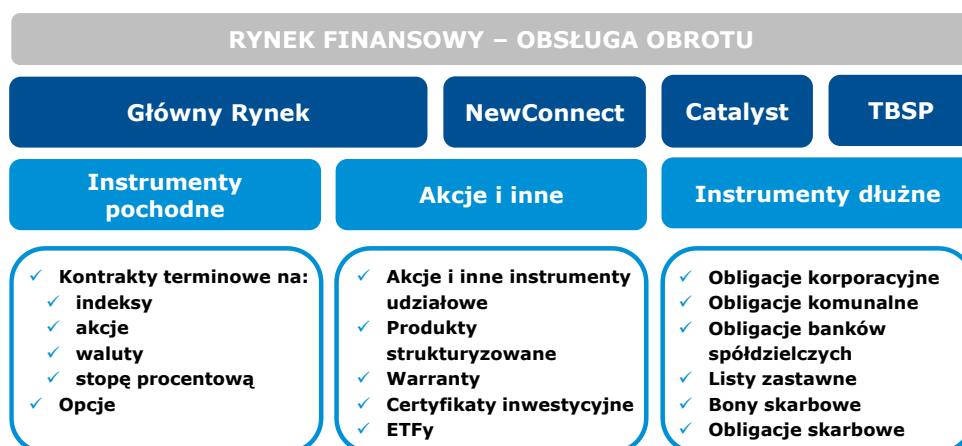 RYNEK FINANSOWY – OBSŁUGA OBROTU
Główny Rynek
NewConnect
Catalyst
TBSP
Instrumenty
pochodne
Akcje i inne
Instrumenty dłużne
✓ Kontrakty terminowe na:
✓ indeksy
✓ akcje
✓ waluty
✓ stopę procentową
✓ Opcje
✓ Akcje i inne instrumenty
udziałowe
✓ Produkty
strukturyzowane
✓ Warranty
✓ Certyfikaty inwestycyjne
✓ ETFy
✓ Obligacje korporacyjne
✓ Obligacje komunalne
✓ Obligacje banków
spółdzielczych
✓ Listy zastawne
✓ Bony skarbowe
✓ Obligacje skarbowe